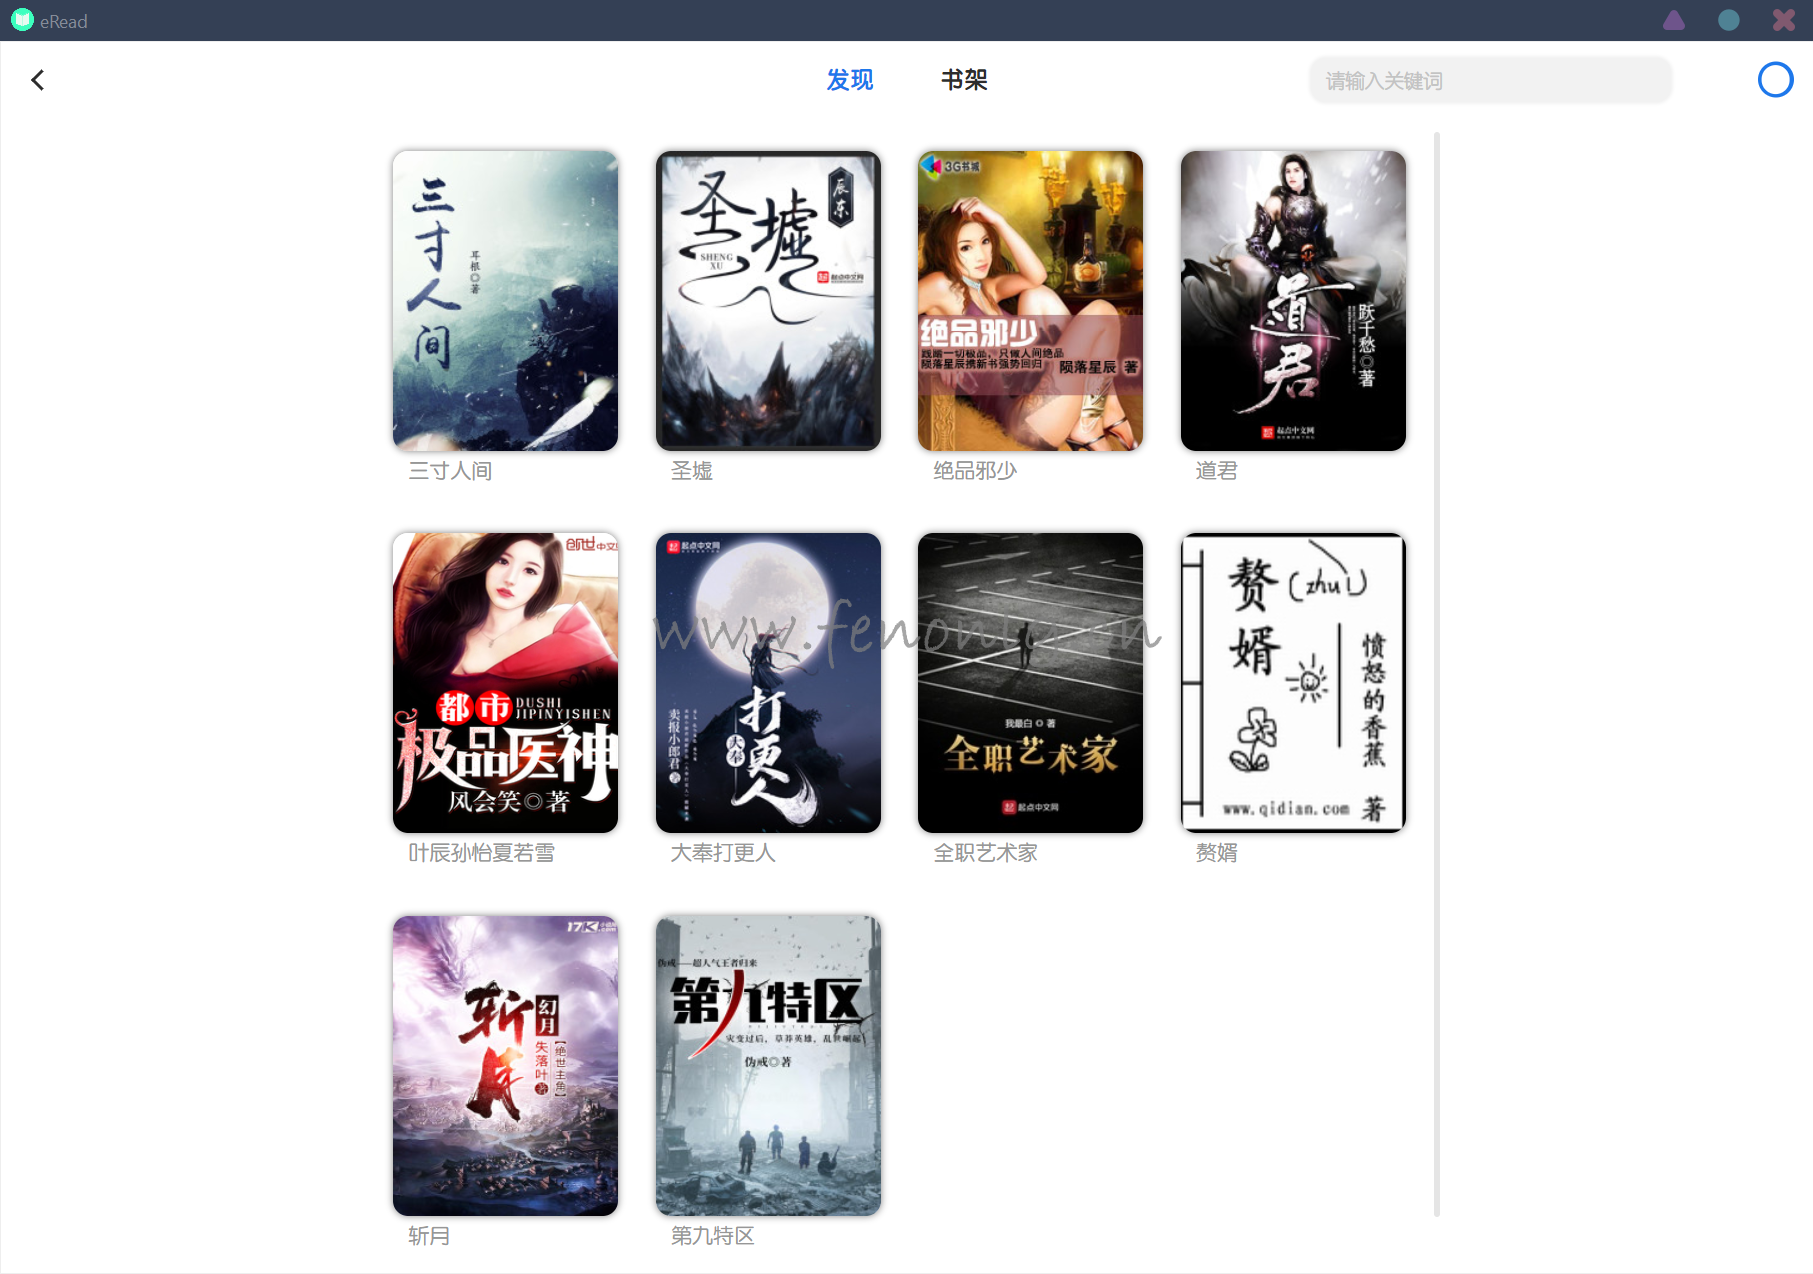 eRead
发现
书架
请输入关键词
三寸人间
耳根◎著
三寸人间
圣墟
辰东
SHENG
XU
起点中文网
圣墟
3G书城
绝品邪少
践踏一切极品，只做人间绝品
陨落星辰携新书强势回归
陨落星辰 著
绝品邪少
道君
跃千愁◎著
起点中文网
道君
创世中文
都市
DUSHI
JIPINYISHEN
极品医神
风会笑◎著
叶辰孙怡夏若雪
起点中文网
大奉
打更人
卖报小郎君 著
大奉打更人
我最白◎著
全职艺术家
起点中文网
全职艺术家
赘(zhui)
婿
愤怒的香蕉
www.qidian.com 著
赘婿
17K
斩月
幻月
失落叶 著
【绝世主角】
斩月
伪戒——超人气王者归来
第九特区
灾变过后，草莽英雄，乱世崛起
伪戒◎著
第九特区